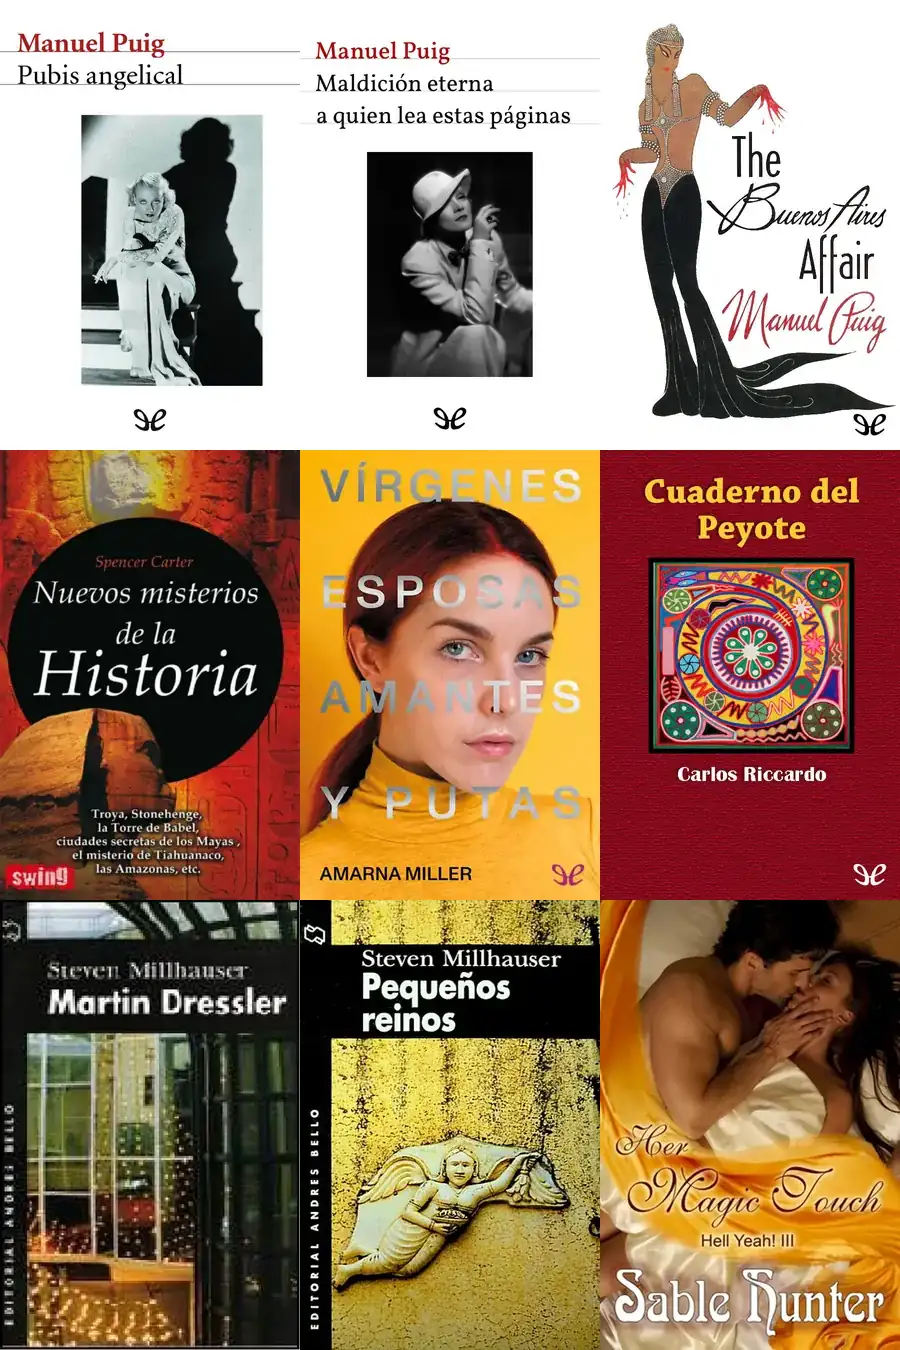 Manuel Puig
Pubis angelical
Manuel Puig
Maldición eterna
a quien lea estas páginas
The
Buenos Aires
Affair
Manuel Puig
Spencer Carter
Nuevos misterios
de la
Historia
Troya, Stonehenge,
la Torre de Babel,
ciudades secretas de los Mayas ,
el misterio de Tiahuanaco,
las Amazonas, etc.
swing
VÍRGENES
ESPOSAS
AMANTES
Y PUTAS
AMARNA MILLER
Cuaderno del
Peyote
Carlos Riccardo
Steven Millhauser
Martin Dressler
EDITORIAL ANDRES BELLO
Steven Millhauser
Pequeños
reinos
EDITORIAL ANDRES BELLO
Her
Magic Touch
Hell Yeah! III
Sable Hunter